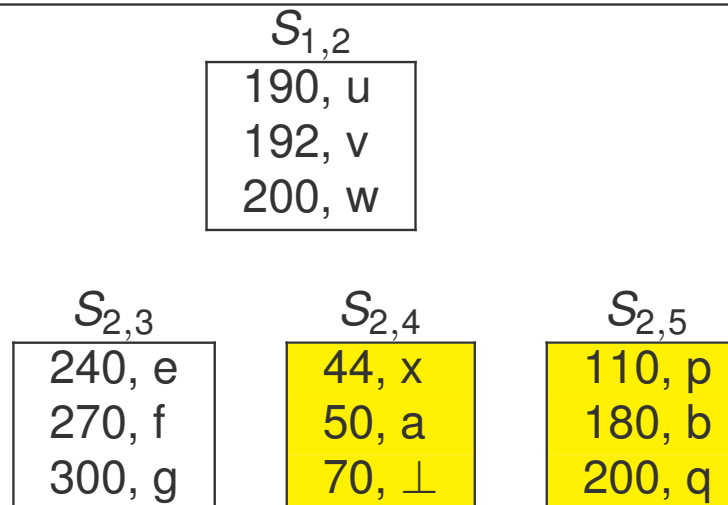 S1,2
190, u
192, v
200, w
S2,3
240, e
270, f
300, g
S2,4
44, x
50, a
70, ⊥
S2,5
110, p
180, b
200, q